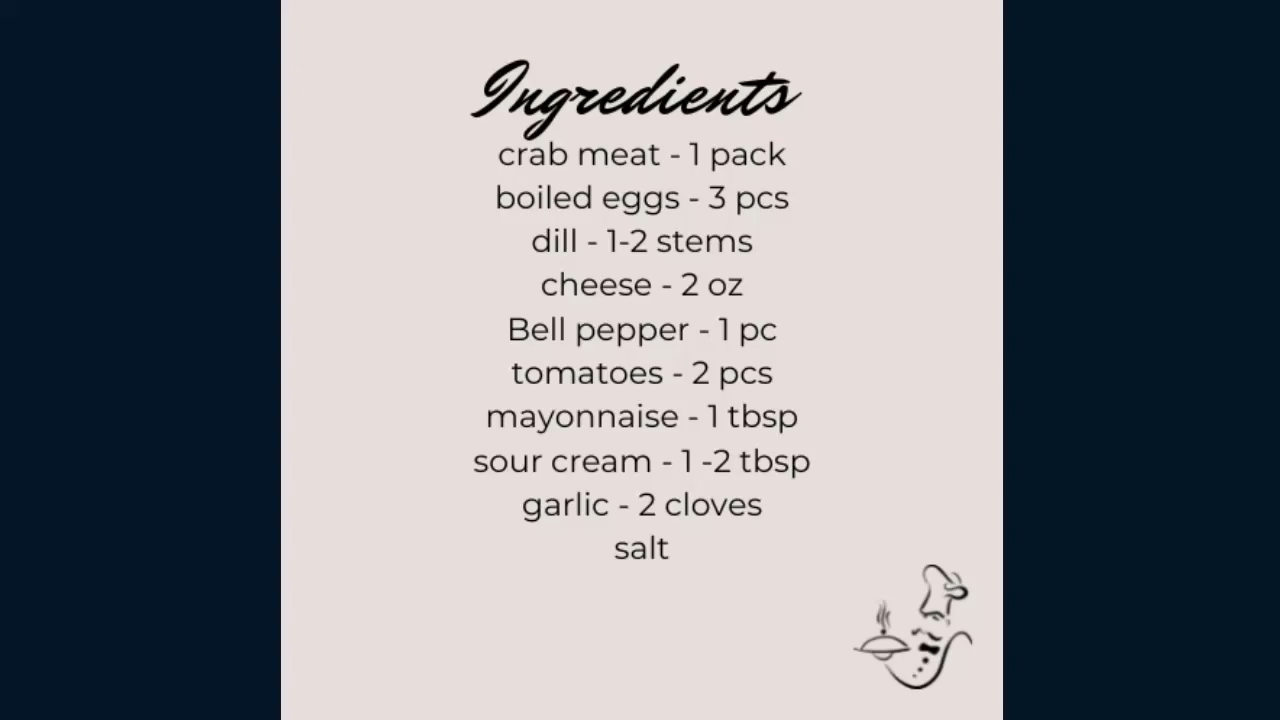 Ingredients
crab meat - 1 pack
boiled eggs - 3 pcs
dill - 1-2 stems
cheese - 2 oz
Bell pepper - 1 pc
tomatoes - 2 pcs
mayonnaise - 1 tbsp
sour cream - 1 -2 tbsp
garlic - 2 cloves
salt